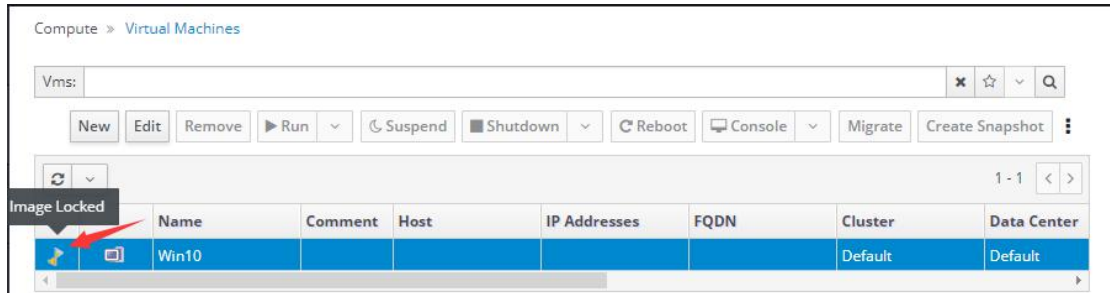 Compute » Virtual Machines
Vms:
New Edit Remove Run Suspend Shutdown Reboot Console Migrate Create Snapshot
1 - 1
Image Locked
Name Comment Host IP Addresses FQDN Cluster Data Center
Win10 Default Default